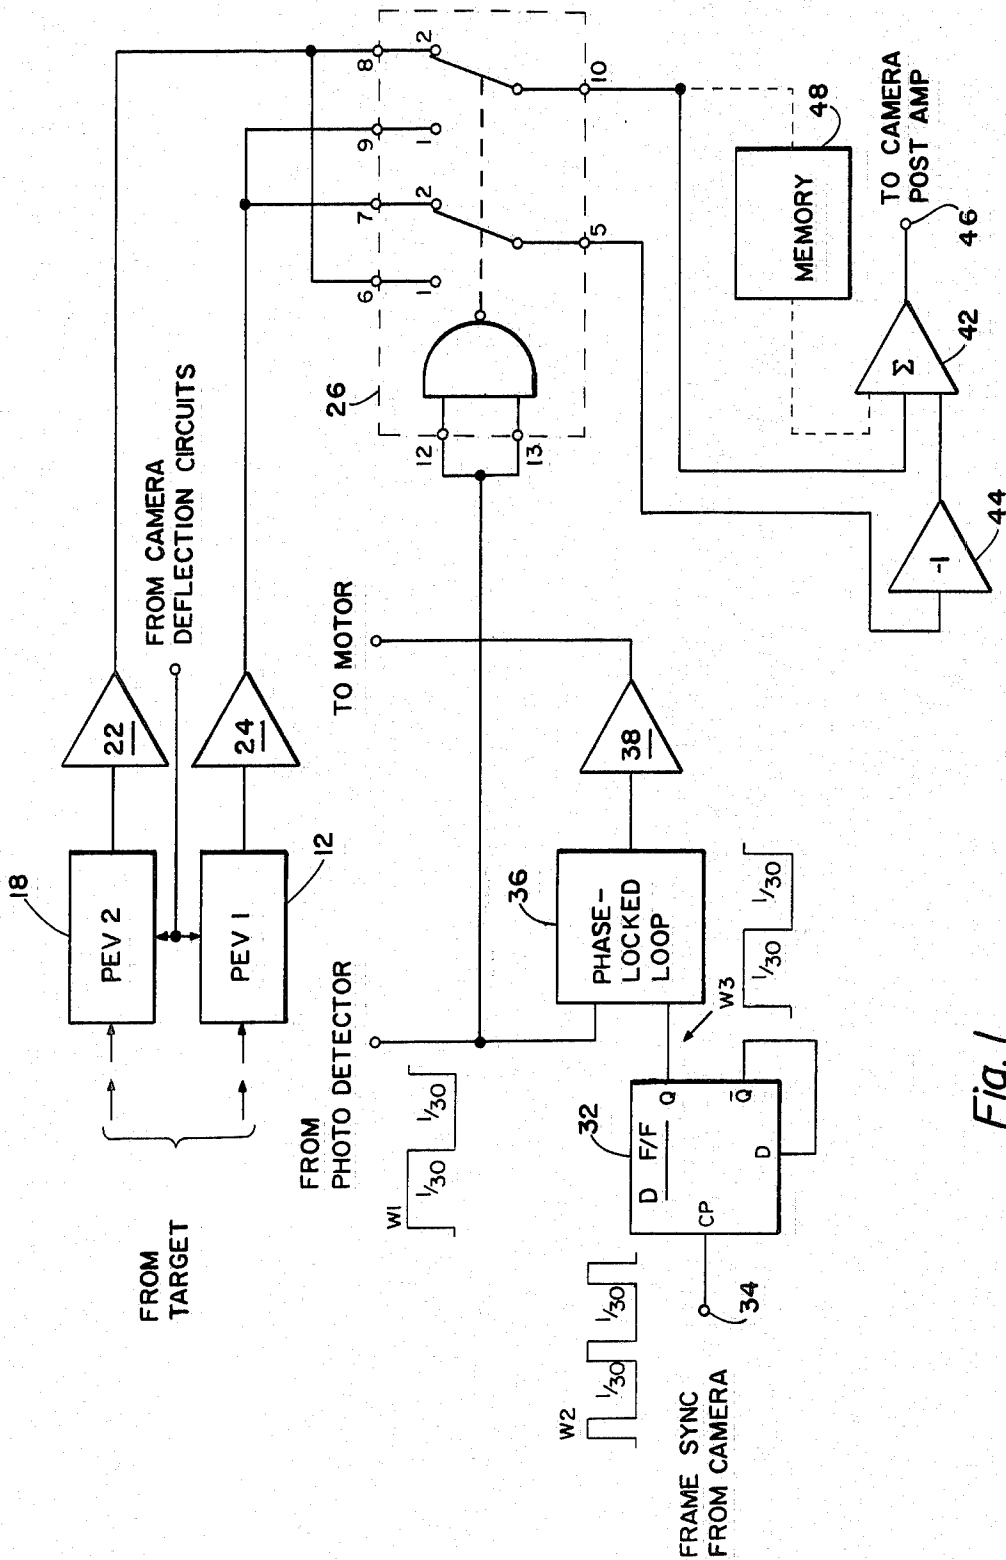 18
PEV 2
22
FROM CAMERA
DEFLECTION CIRCUITS
PEV 1
12
24
FROM
TARGET
FROM
PHOTO DETECTOR
W1
1/30
1/30
TO MOTOR
26
12
13
6
7
9
8
1
2
1
2
5
10
36
PHASE-
LOCKED
LOOP
38
W2
1/30
1/30
FRAME SYNC
FROM CAMERA
34
32
D F/F
CP
Q
Q̅
D
W3
1/30
1/30
MEMORY
48
TO CAMERA
POST AMP
46
Σ
42
-1
44
Fig. 1